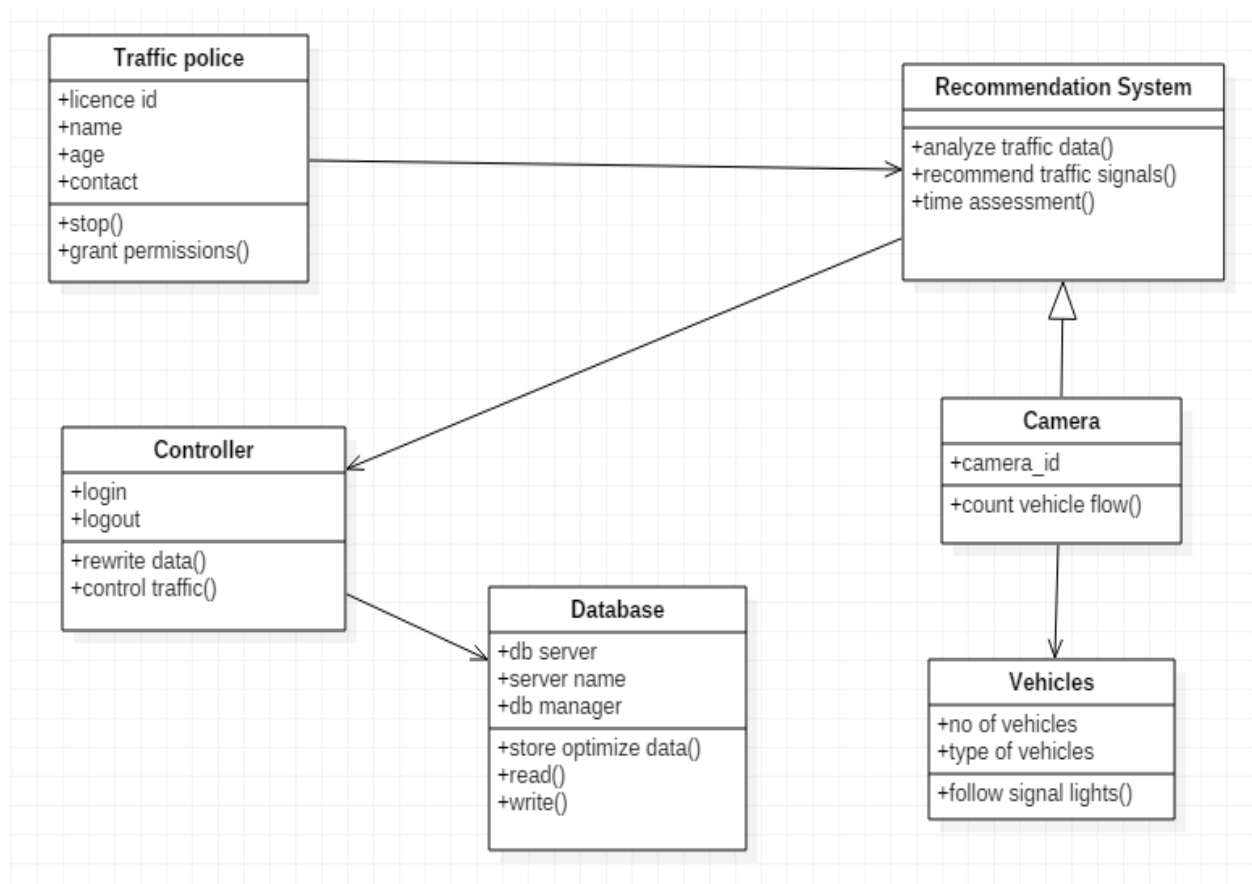 Traffic police
+licence id
+name
+age
+contact
+stop()
+grant permissions()
Recommendation System
+analyze traffic data()
+recommend traffic signals()
+time assessment()
Controller
+login
+logout
+rewrite data()
+control traffic()
Camera
+camera_id
+count vehicle flow()
Database
+db server
+server name
+db manager
+store optimize data()
+read()
+write()
Vehicles
+no of vehicles
+type of vehicles
+follow signal lights()